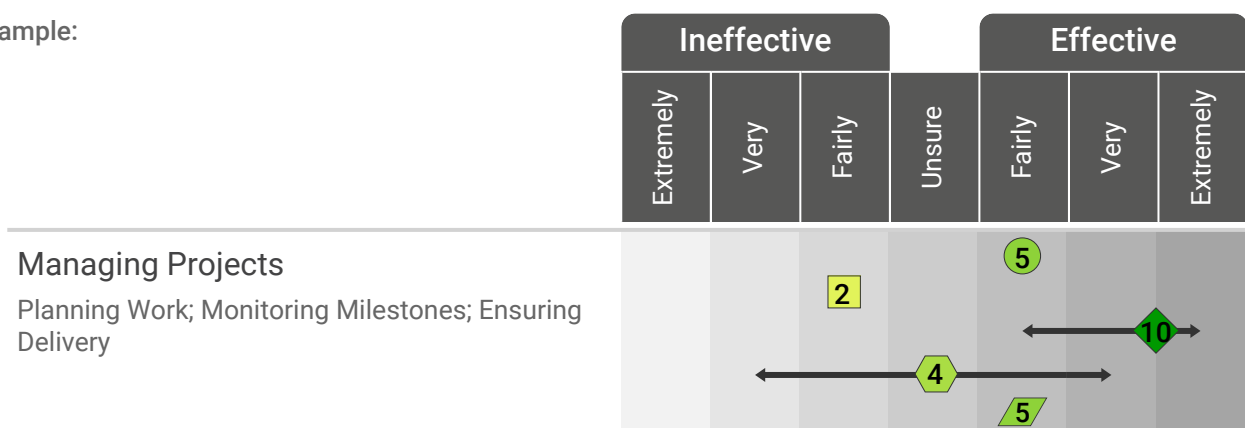 ample:
Ineffective
Effective
Extremely
Very
Fairly
Unsure
Fairly
Very
Extremely
Managing Projects
5
Planning Work; Monitoring Milestones; Ensuring
2
Delivery
10
4
5